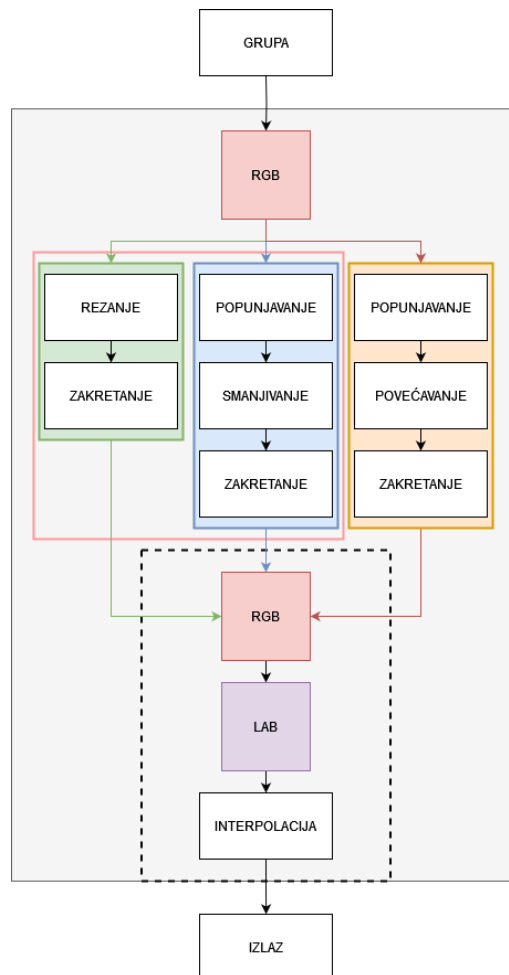 GRUPA
RGB
REZANJE
ZAKRETANJE
POPUNJAVANJE
SMANJIVANJE
ZAKRETANJE
POPUNJAVANJE
POVEĆAVANJE
ZAKRETANJE
RGB
LAB
INTERPOLACIJA
IZLAZ